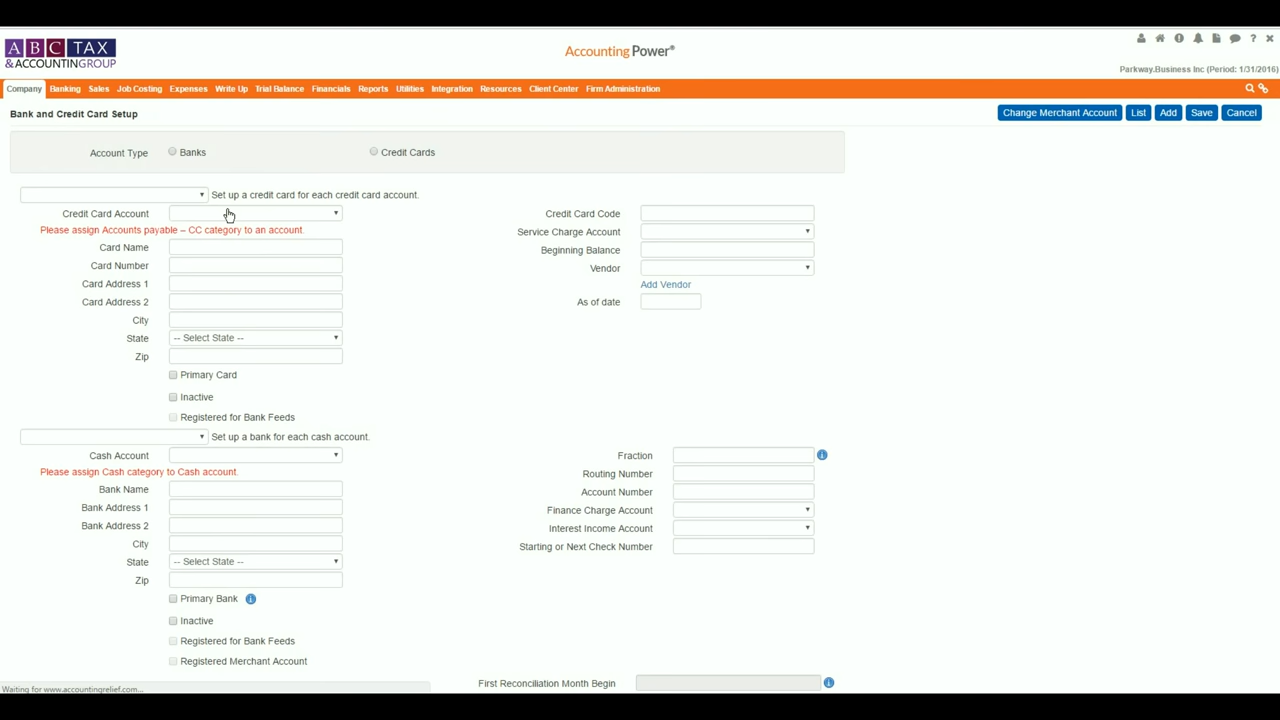 ABC TAX
& ACCOUNTING GROUP
Accounting Power®
Parkway.Business Inc (Period: 1/31/2016)
Company Banking Sales Job Costing Expenses Write Up Trial Balance Financials Reports Utilities Integration Resources Client Center Firm Administration
Bank and Credit Card Setup
Change Merchant Account List Add Save Cancel
Account Type Banks Credit Cards
Set up a credit card for each credit card account.
Credit Card Account Credit Card Code
Please assign Accounts payable – CC category to an account. Service Charge Account
Card Name Beginning Balance
Card Number Vendor
Card Address 1 Add Vendor
Card Address 2 As of date
City
State -- Select State --
Zip
Primary Card
Inactive
Registered for Bank Feeds
Set up a bank for each cash account.
Cash Account Fraction
Please assign Cash category to Cash account. Routing Number
Bank Name Account Number
Bank Address 1 Finance Charge Account
Bank Address 2 Interest Income Account
City Starting or Next Check Number
State -- Select State --
Zip
Primary Bank
Inactive
Registered for Bank Feeds
Registered Merchant Account
First Reconciliation Month Begin
Waiting for www.accountingrelief.com...